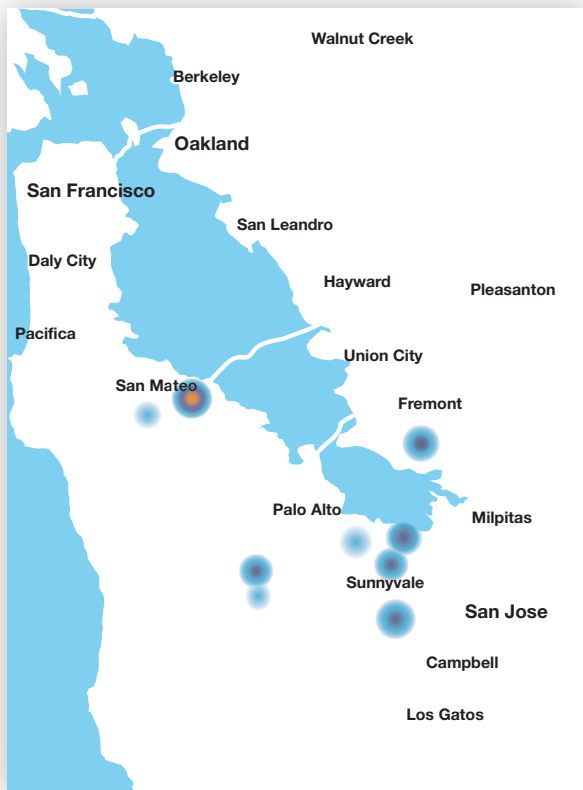 Walnut Creek
Berkeley
Oakland
San Francisco
San Leandro
Daly City
Hayward
Pleasanton
Pacifica
Union City
San Mateo
Fremont
Palo Alto
Milpitas
Sunnyvale
San Jose
Campbell
Los Gatos